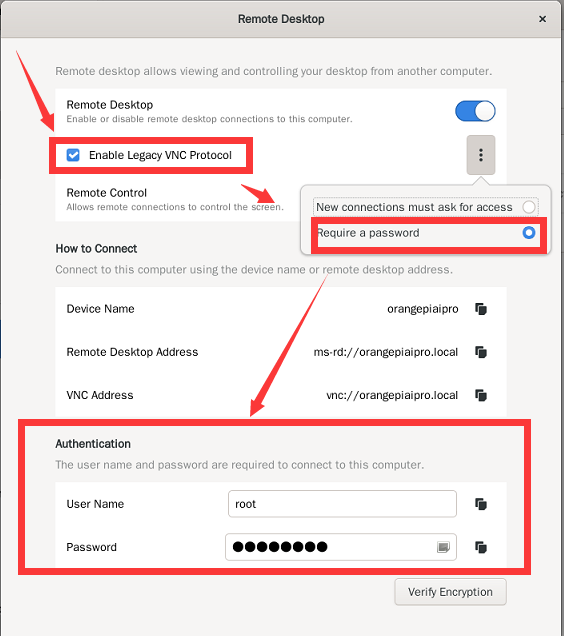 Remote Desktop
Remote desktop allows viewing and controlling your desktop from another computer.
Remote Desktop
Enable or disable remote desktop connections to this computer.
Enable Legacy VNC Protocol
Remote Control
Allows remote connections to control the screen.
New connections must ask for access
Require a password
How to Connect
Connect to this computer using the device name or remote desktop address.
Device Name orangepiaipro
Remote Desktop Address ms-rd://orangepiaipro.local
VNC Address vnc://orangepiaipro.local
Authentication
The user name and password are required to connect to this computer.
User Name root
Password
Verify Encryption